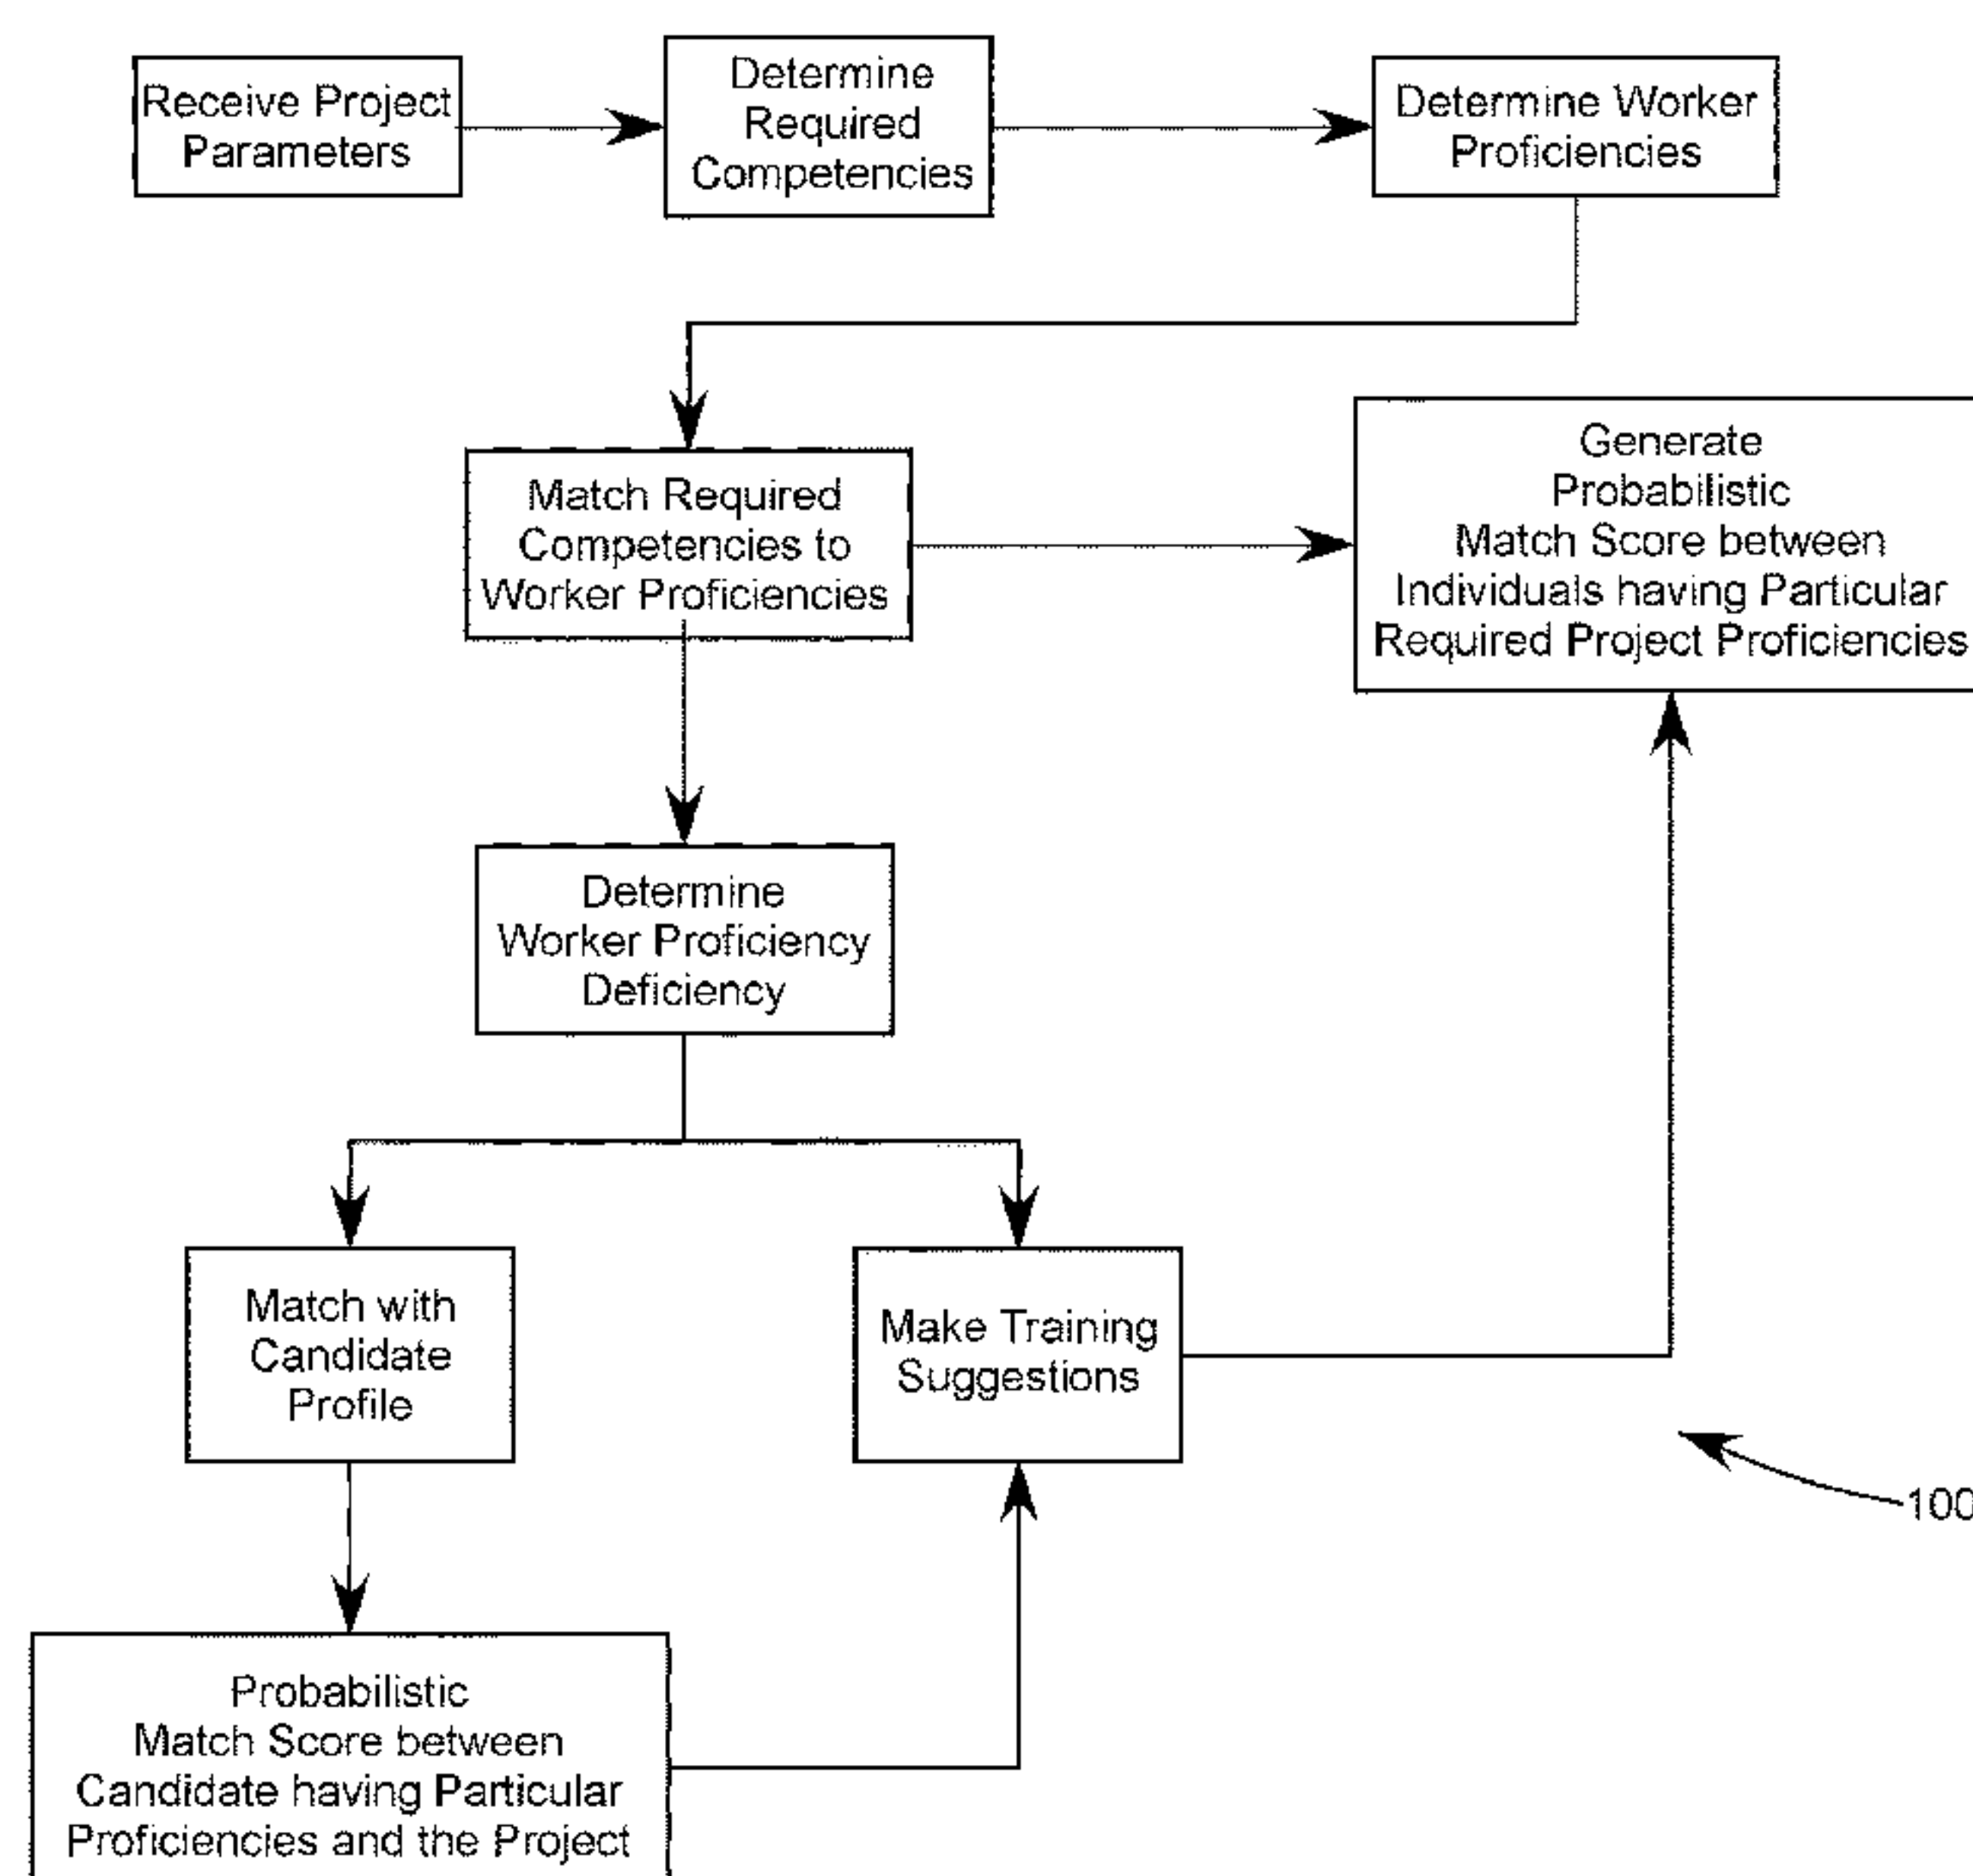 Receive Project
Parameters
Determine
Required
Competencies
Determine Worker
Proficiencies
Match Required
Competencies to
Worker Proficiencies
Generate
Probabilistic
Match Score between
Individuals having Particular
Required Project Proficiencies
Determine
Worker Proficiency
Deficiency
Match with
Candidate
Profile
Make Training
Suggestions
100
Probabilistic
Match Score between
Candidate having Particular
Proficiencies and the Project